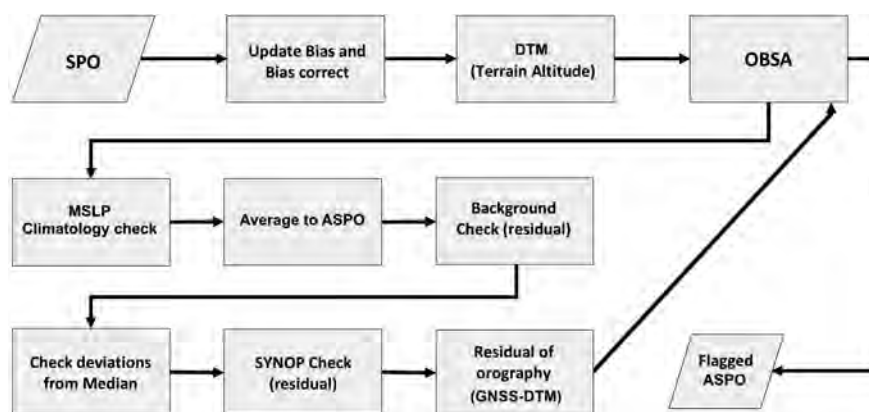 SPO
Update Bias and
Bias correct
DTM
(Terrain Altitude)
OBSA
MSLP
Climatology check
Average to ASPO
Background
Check (residual)
Check deviations
from Median
SYNOP Check
(residual)
Residual of
orography
(GNSS-DTM)
Flagged
ASPO